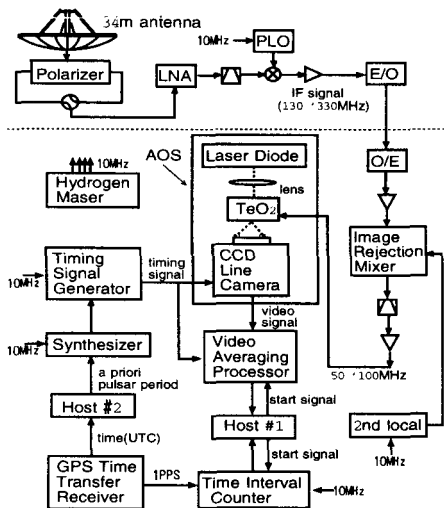 34m antenna
Polarizer
LNA
10MHz
PLO
IF signal
(130 ʻ330MHz)
E/O
AOS
Laser Diode
lens
TeO2
CCD
Line
Camera
O/E
Image
Rejection
Mixer
10MHz
Hydrogen
Maser
Timing
Signal
Generator
timing
signal
10MHz
video
signal
Synthesizer
10MHz
Video
Averaging
Processor
50 ʻ100MHz
a priori
pulsar period
start signal
Host #2
Host #1
2nd local
time(UTC)
start signal
10MHz
GPS Time
Transfer
Receiver
1PPS
Time Interval
Counter
10MHz